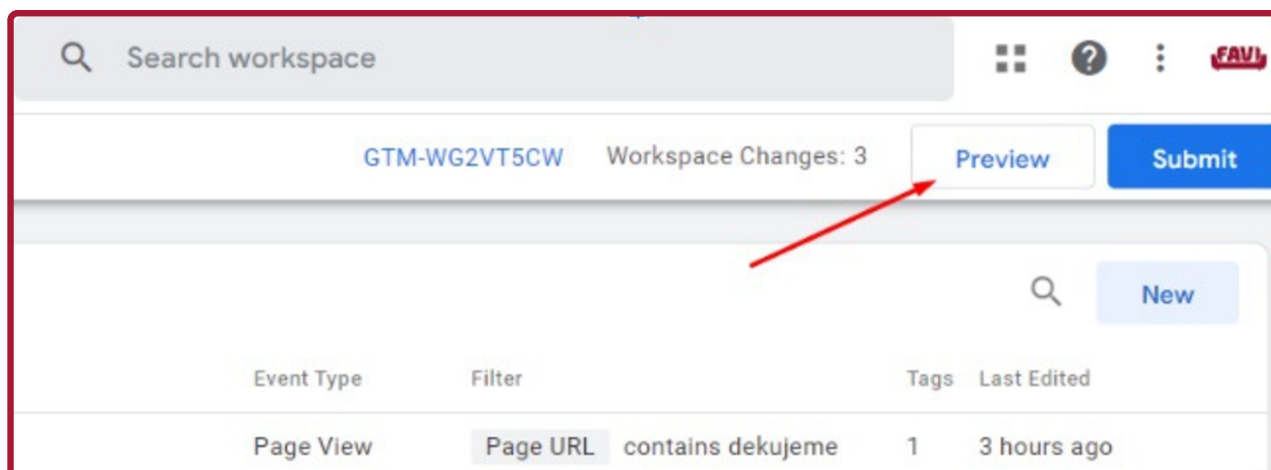 Search workspace
FAVI
GTM-WG2VT5CW Workspace Changes: 3 Preview Submit
New
Event Type Filter Tags Last Edited
Page View Page URL contains dekujeme 1 3 hours ago